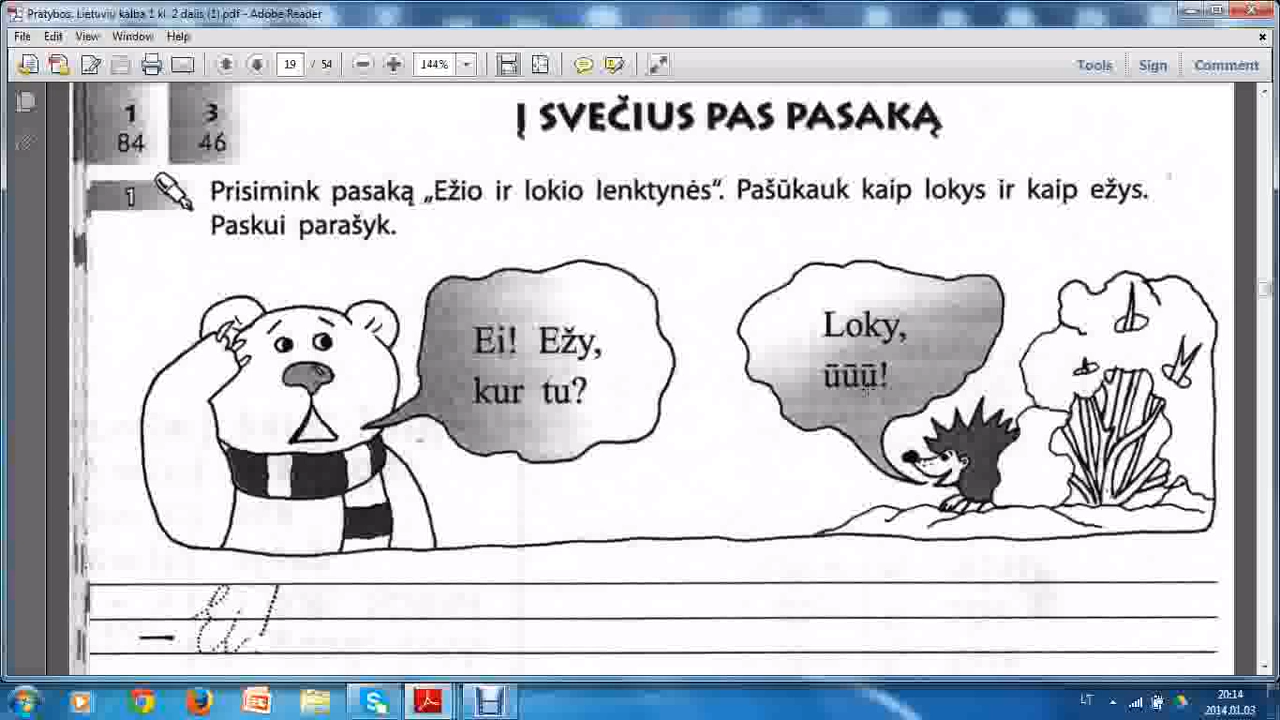 Pratybos. Lietuvių kalba 1 kl. 2 dalis (1).pdf - Adobe Reader
File Edit View Window Help
19 / 54 144% Tools Sign Comment
1 3
84 46
Į SVEČIUS PAS PASAKĄ
1 Prisimink pasaką „Ežio ir lokio lenktynės“. Pašūkauk kaip lokys ir kaip ežys.
Paskui parašyk.
Ei! Ežy,
kur tu?
Loky,
ūūū!
– Ei!
LT 20:14
2014.01.03